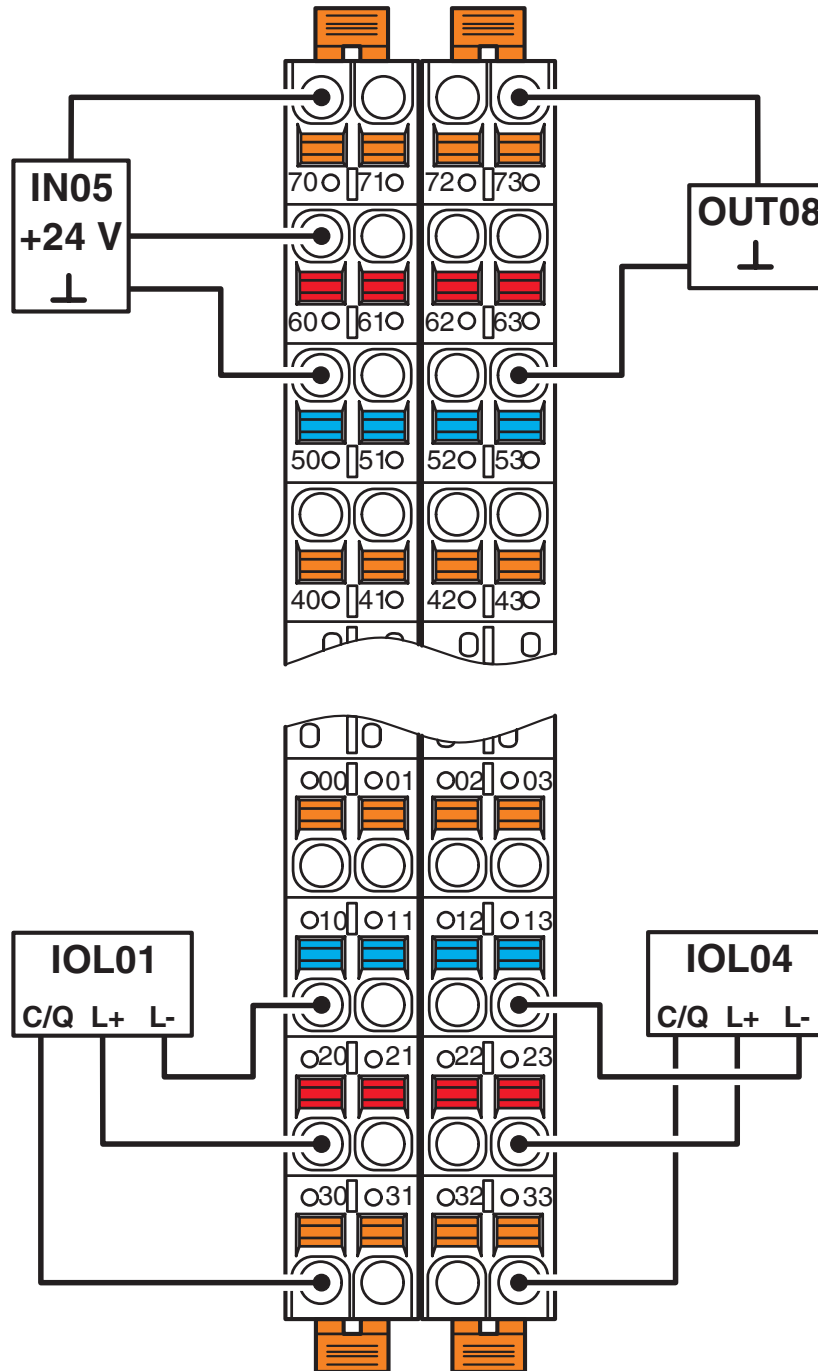 70 71 72 73
IN05
+24 V
OUT08
60 61 62 63
50 51 52 53
40 41 42 43
00 01 02 03
10 11 12 13
IOL01
C/Q L+ L-
IOL04
C/Q L+ L-
20 21 22 23
30 31 32 33